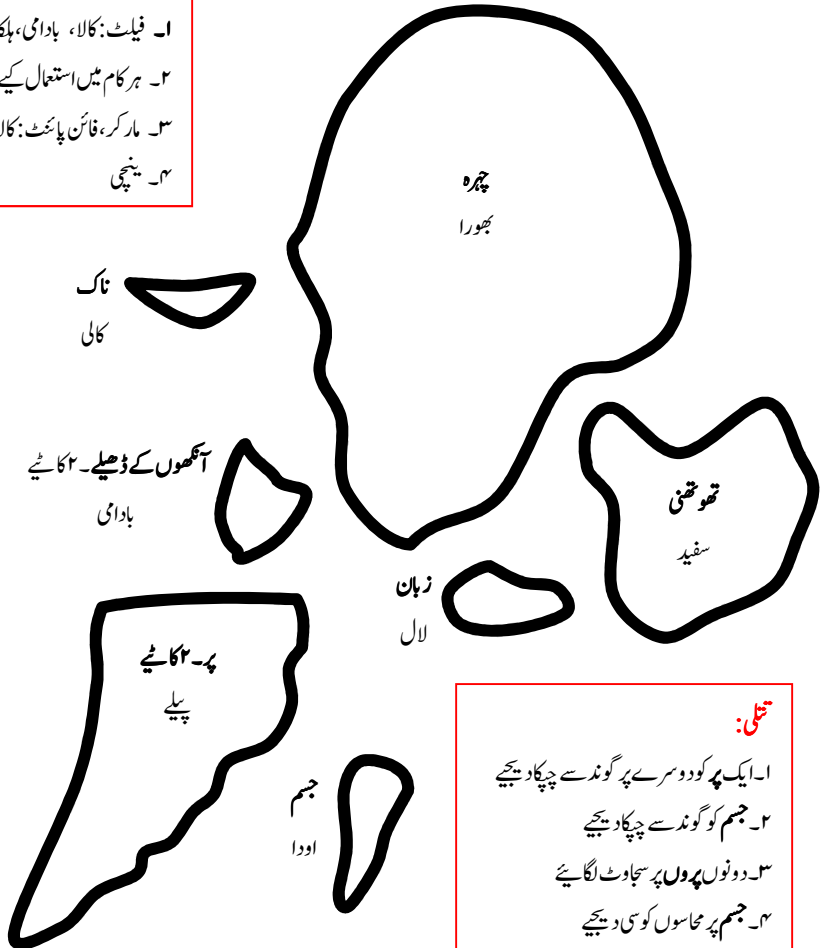 ۱۔ فیلٹ: کالا، بادامی، ہلکا
۲۔ ہر کام میں استعمال کیے
۳۔ مارکر، فائن پائنٹ: کالا
۴۔ ینچی
چہرہ
بھورا
ناک
کالی
آنکھوں کے ڈھیلے۔ ۲ کاٹیے
بادامی
تھوتھنی
سفید
زبان
لال
پر۔ ۲ کاٹیے
پیلے
جسم
اودا
تتلی:
۱۔ ایک پر کو دوسرے پر گوند سے چپکا دیجیے
۲۔ جسم کو گوند سے چپکا دیجیے
۳۔ دونوں پروں پر سجاوٹ لگائیے
۴۔ جسم پر محاسوں کو سی دیجیے